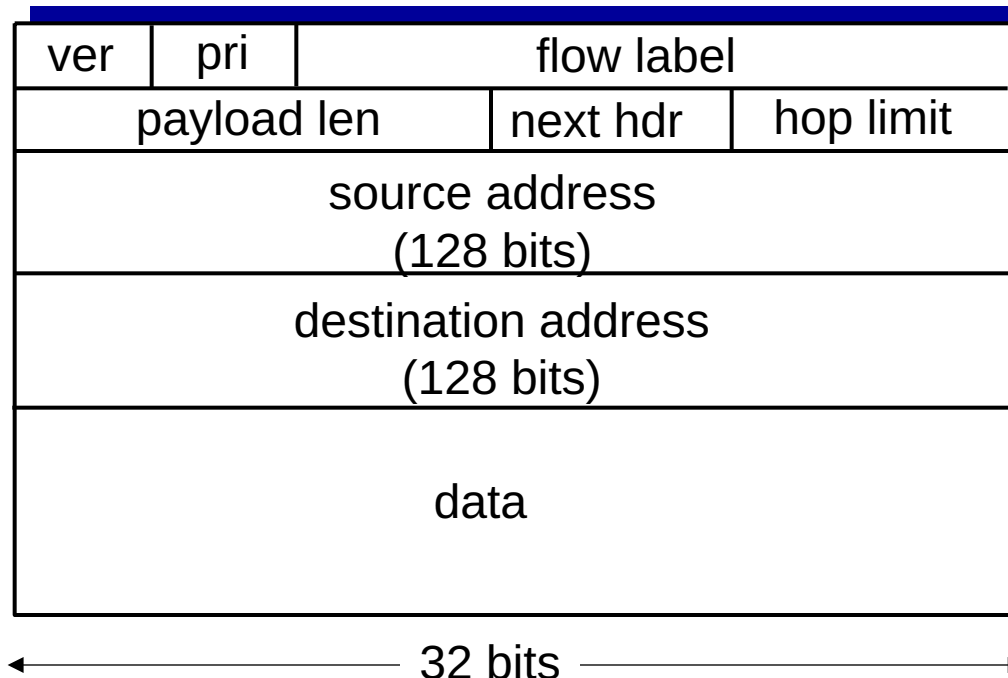 ver pri flow label
payload len next hdr hop limit
source address
(128 bits)
destination address
(128 bits)
data
32 bits